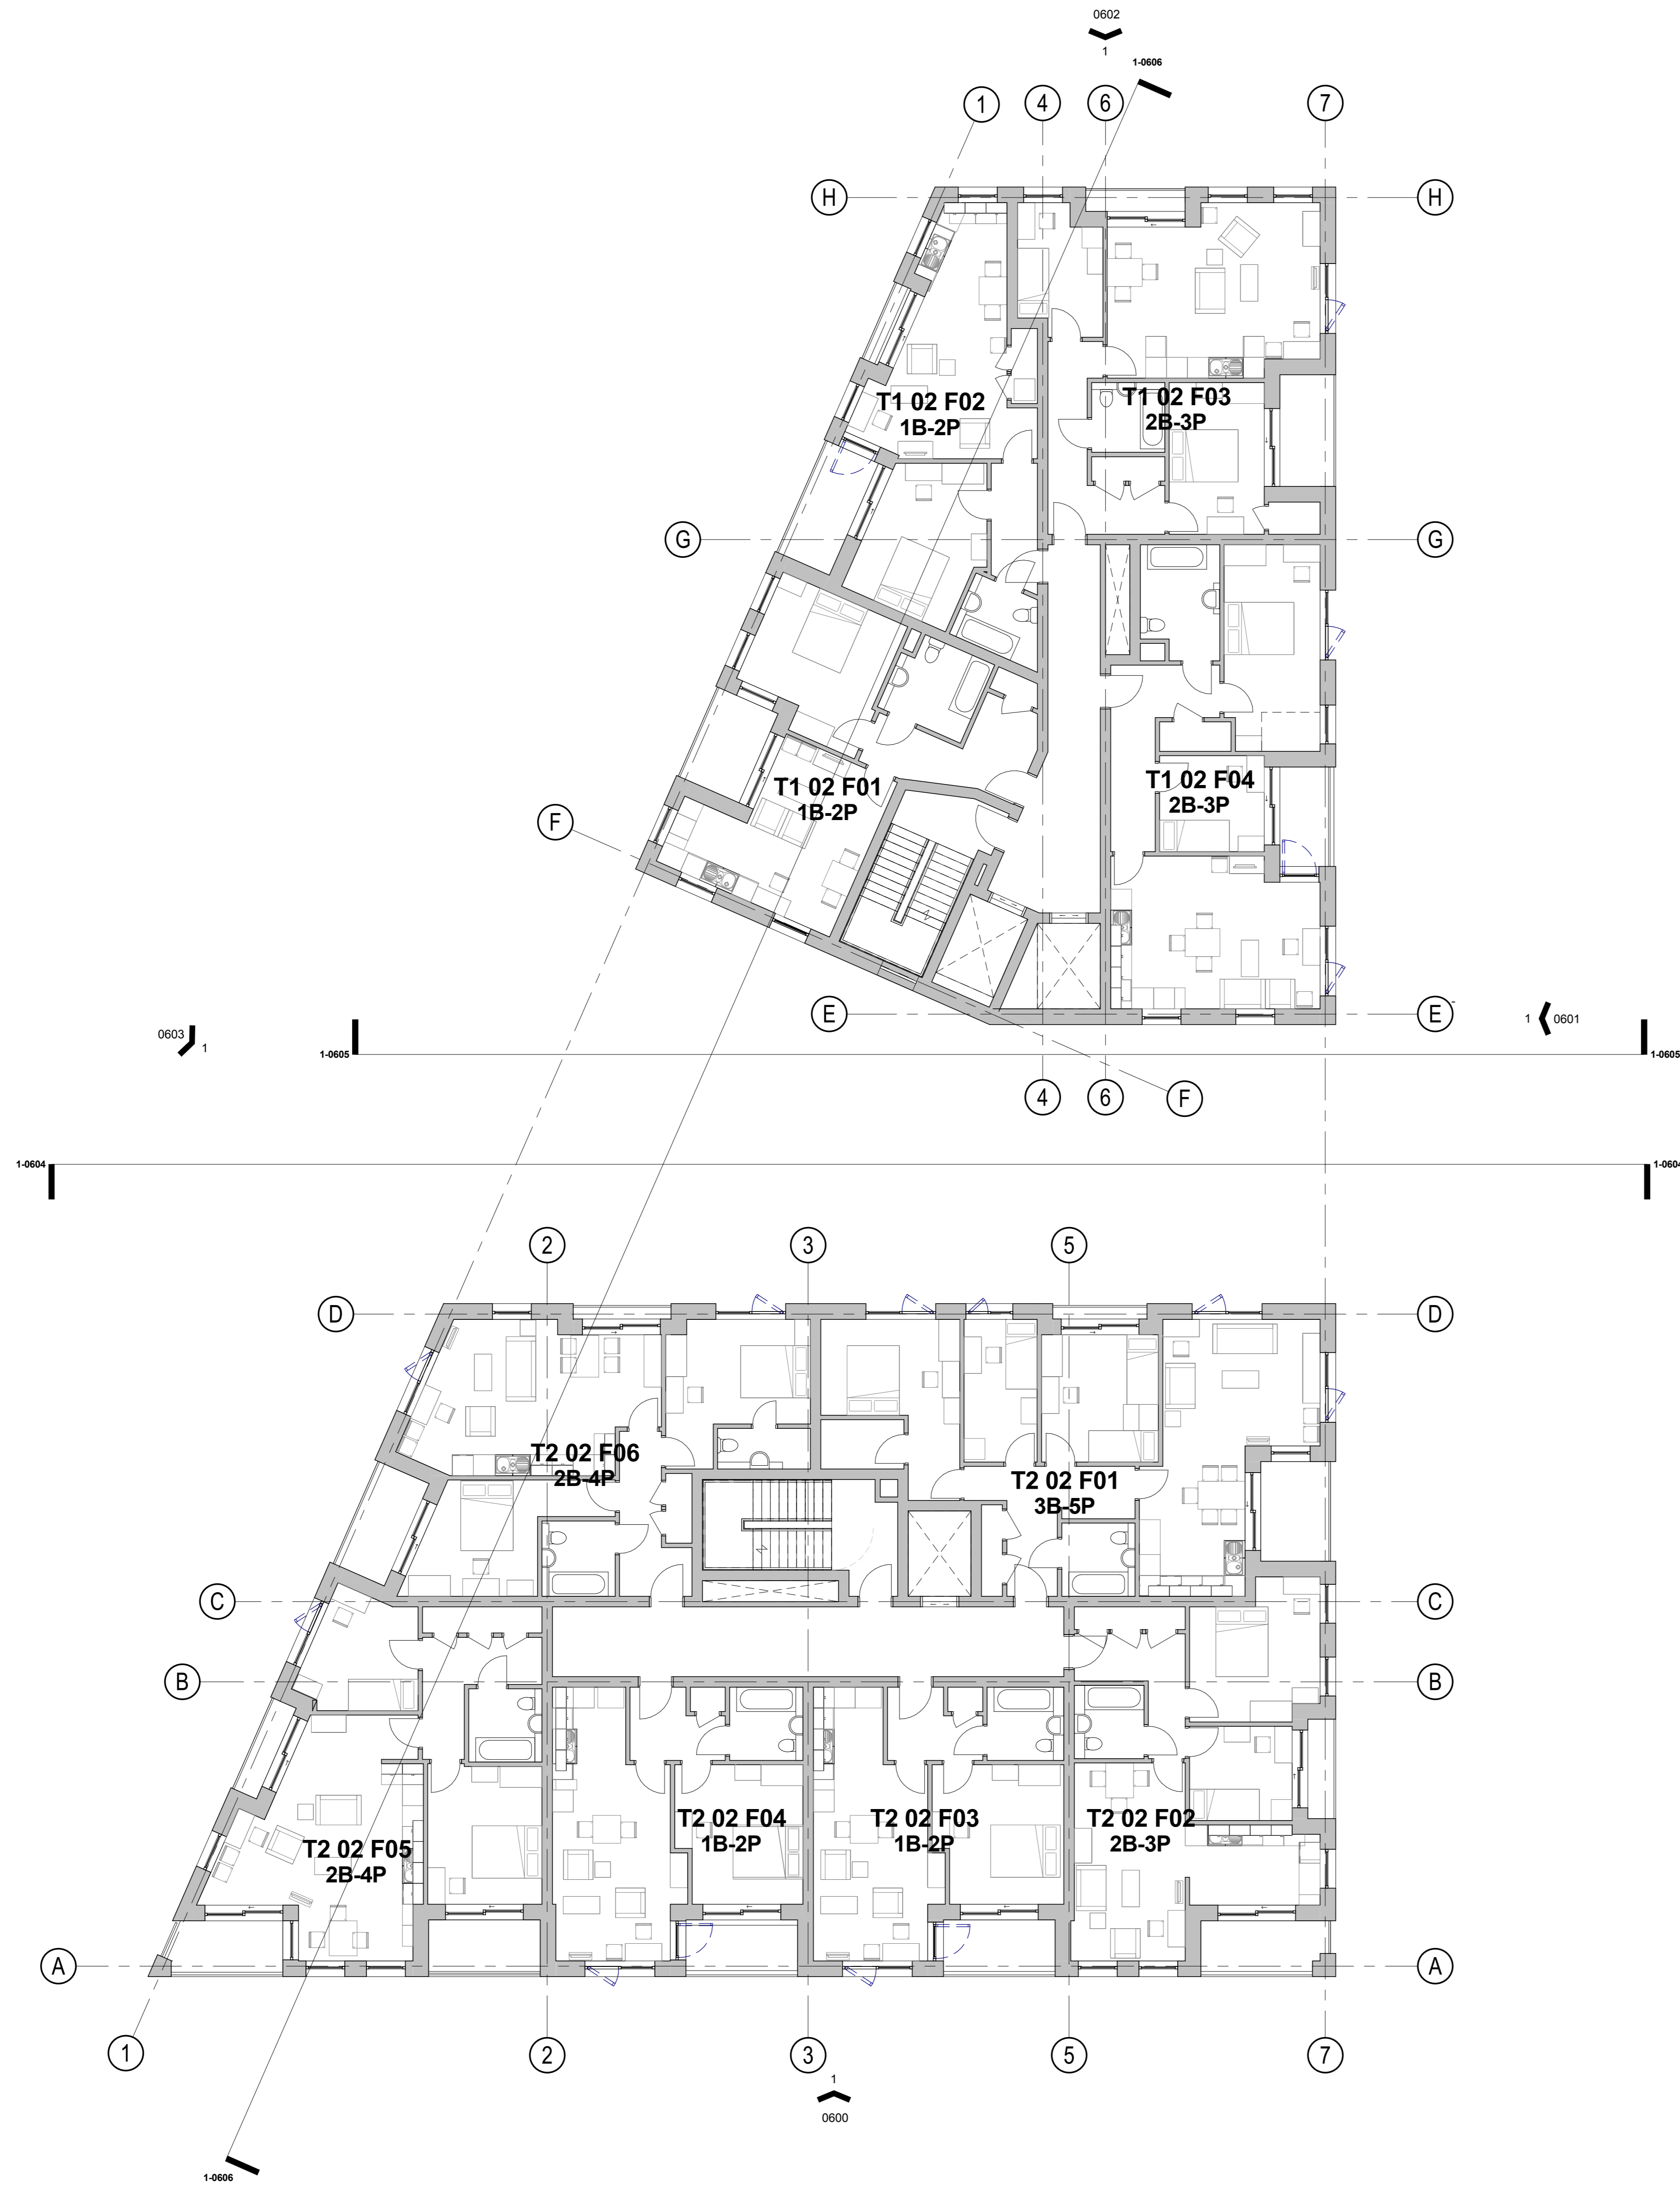 0602
1
1-0606
1
4
6
7
H
H
T1 02 F02
1B-2P
T1 02 F03
2B-3P
G
G
T1 02 F01
1B-2P
T1 02 F04
2B-3P
F
E
E
0603
1
1-0605
1
0601
1-0605
4
6
F
1-0604
1-0604
2
3
5
D
D
T2 02 F06
2B-4P
T2 02 F01
3B-5P
C
C
B
B
T2 02 F05
2B-4P
T2 02 F04
1B-2P
T2 02 F03
1B-2P
T2 02 F02
2B-3P
A
A
1
2
3
5
7
1
0600
1-0606